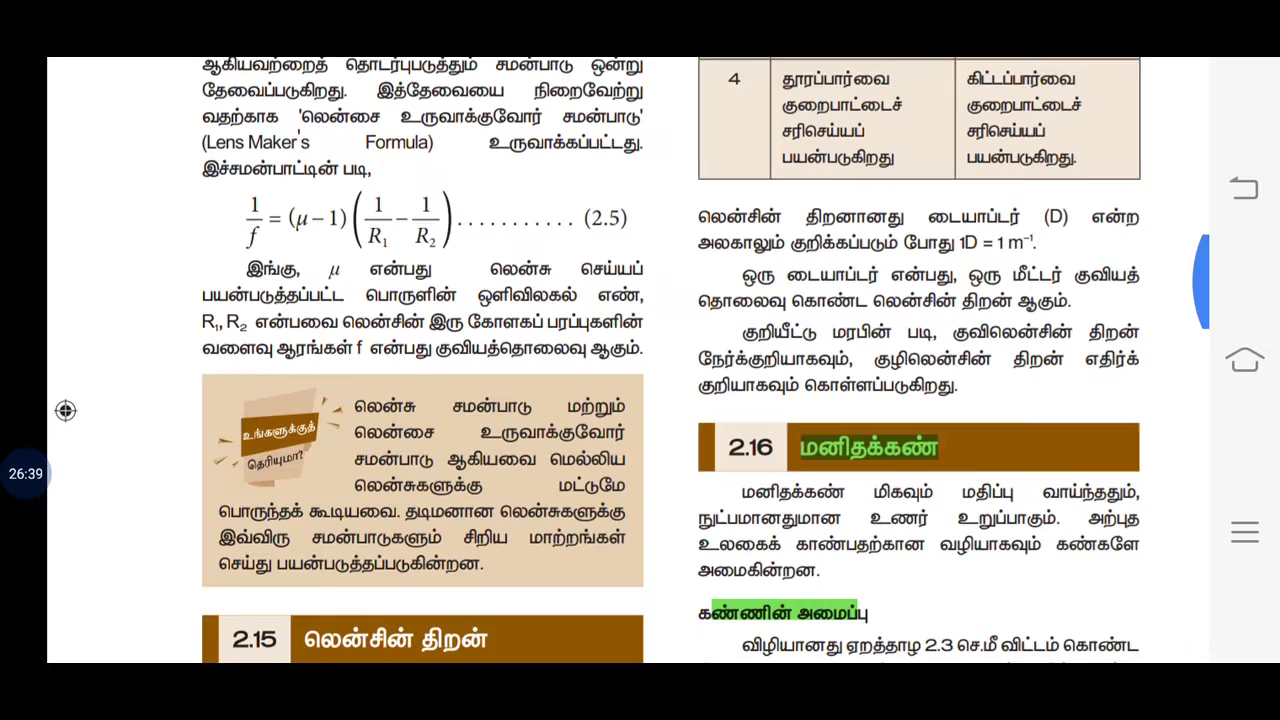 ஆகியவற்றைத் தொடர்புபடுத்தும் சமன்பாடு ஒன்று
தேவைப்படுகிறது. இத்தேவையை நிறைவேற்று
வதற்காக 'லென்சை உருவாக்குவோர் சமன்பாடு'
(Lens Maker's Formula) உருவாக்கப்பட்டது.
இச்சமன்பாட்டின் படி,
1/f = (μ – 1) (1/R₁ – 1/R₂) . . . . . . . . . . . (2.5)
இங்கு, μ என்பது லென்சு செய்யப்
பயன்படுத்தப்பட்ட பொருளின் ஒளிவிலகல் எண்,
R₁, R₂ என்பவை லென்சின் இரு கோளகப் பரப்புகளின்
வளைவு ஆரங்கள் f என்பது குவியத்தொலைவு ஆகும்.
உங்களுக்குத்
தெரியுமா?
லென்சு சமன்பாடு மற்றும்
லென்சை உருவாக்குவோர்
சமன்பாடு ஆகியவை மெல்லிய
லென்சுகளுக்கு மட்டுமே
பொருந்தக் கூடியவை. தடிமனான லென்சுகளுக்கு
இவ்விரு சமன்பாடுகளும் சிறிய மாற்றங்கள்
செய்து பயன்படுத்தப்படுகின்றன.
2.15 லென்சின் திறன்
4 தூரப்பார்வை கிட்டப்பார்வை
குறைபாட்டைச் குறைபாட்டைச்
சரிசெய்யப் சரிசெய்யப்
பயன்படுகிறது பயன்படுகிறது.
லென்சின் திறனானது டையாப்டர் (D) என்ற
அலகாலும் குறிக்கப்படும் போது 1D = 1 m⁻¹.
ஒரு டையாப்டர் என்பது, ஒரு மீட்டர் குவியத்
தொலைவு கொண்ட லென்சின் திறன் ஆகும்.
குறியீட்டு மரபின் படி, குவிலென்சின் திறன்
நேர்க்குறியாகவும், குழிலென்சின் திறன் எதிர்க்
குறியாகவும் கொள்ளப்படுகிறது.
2.16 மனிதக்கண்
மனிதக்கண் மிகவும் மதிப்பு வாய்ந்ததும்,
நுட்பமானதுமான உணர் உறுப்பாகும். அற்புத
உலகைக் காண்பதற்கான வழியாகவும் கண்களே
அமைகின்றன.
கண்ணின் அமைப்பு
விழியானது ஏறத்தாழ 2.3 செ.மீ விட்டம் கொண்ட
26:39